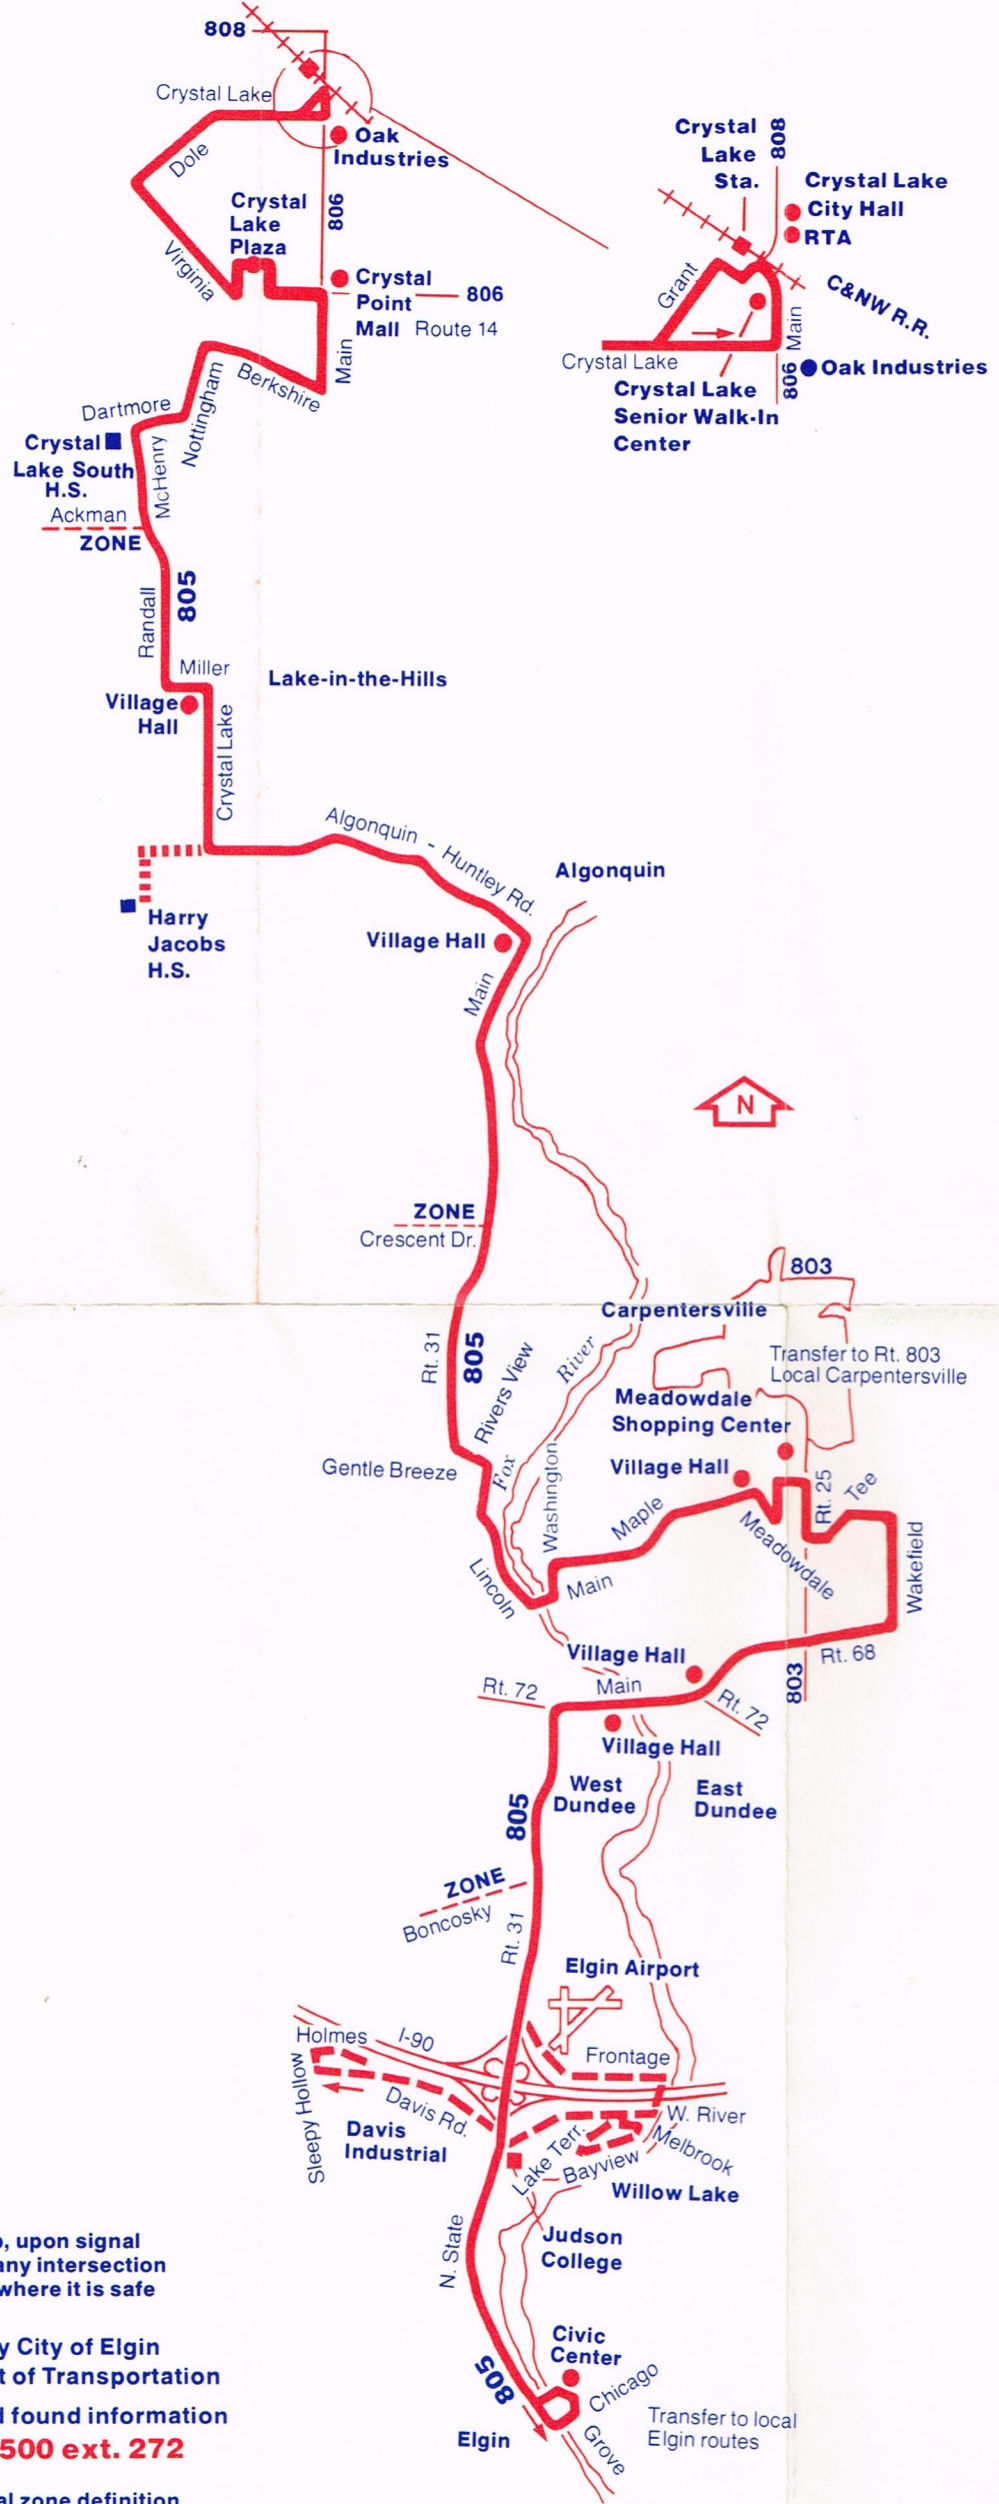 808
Crystal Lake
Oak
Industries
Dole
806
Crystal
Lake
Plaza
Virginia
Crystal
Point
Mall
806
Route 14
Main
Berkshire
Nottingham
Dartmore
Crystal
Lake South
H.S.
McHenry
Ackman
ZONE
Crystal
Lake
Sta.
808
Crystal Lake
City Hall
RTA
Grant
C&NW R.R.
Main
Crystal Lake
806
Oak Industries
Crystal Lake
Senior Walk-In
Center
Randall
805
Miller
Lake-in-the-Hills
Village
Hall
Crystal Lake
Algonquin - Huntley Rd.
Algonquin
Harry
Jacobs
H.S.
Village Hall
Main
N
ZONE
Crescent Dr.
803
Carpentersville
Rt. 31
805
Rivers View
River
Transfer to Rt. 803
Local Carpentersville
Meadowdale
Shopping Center
Gentle Breeze
Fox
Washington
Village Hall
Rt. 25
Tee
Maple
Meadowdale
Wakefield
Lincoln
Main
Village Hall
Rt. 68
803
Rt. 72
Main
Rt. 72
Village Hall
West
Dundee
East
Dundee
805
ZONE
Boncosky
Rt. 31
Elgin Airport
Holmes
I-90
Frontage
Sleepy Hollow
Davis Rd.
W. River
Melbrook
Davis
Industrial
Lake Terr.
Bayview
Willow Lake
N. State
Judson
College
, upon signal
any intersection
where it is safe
y City of Elgin
t of Transportation
Civic
Center
805
Chicago
d found information
500 ext. 272
Elgin
Grove
Transfer to local
Elgin routes
al zone definition